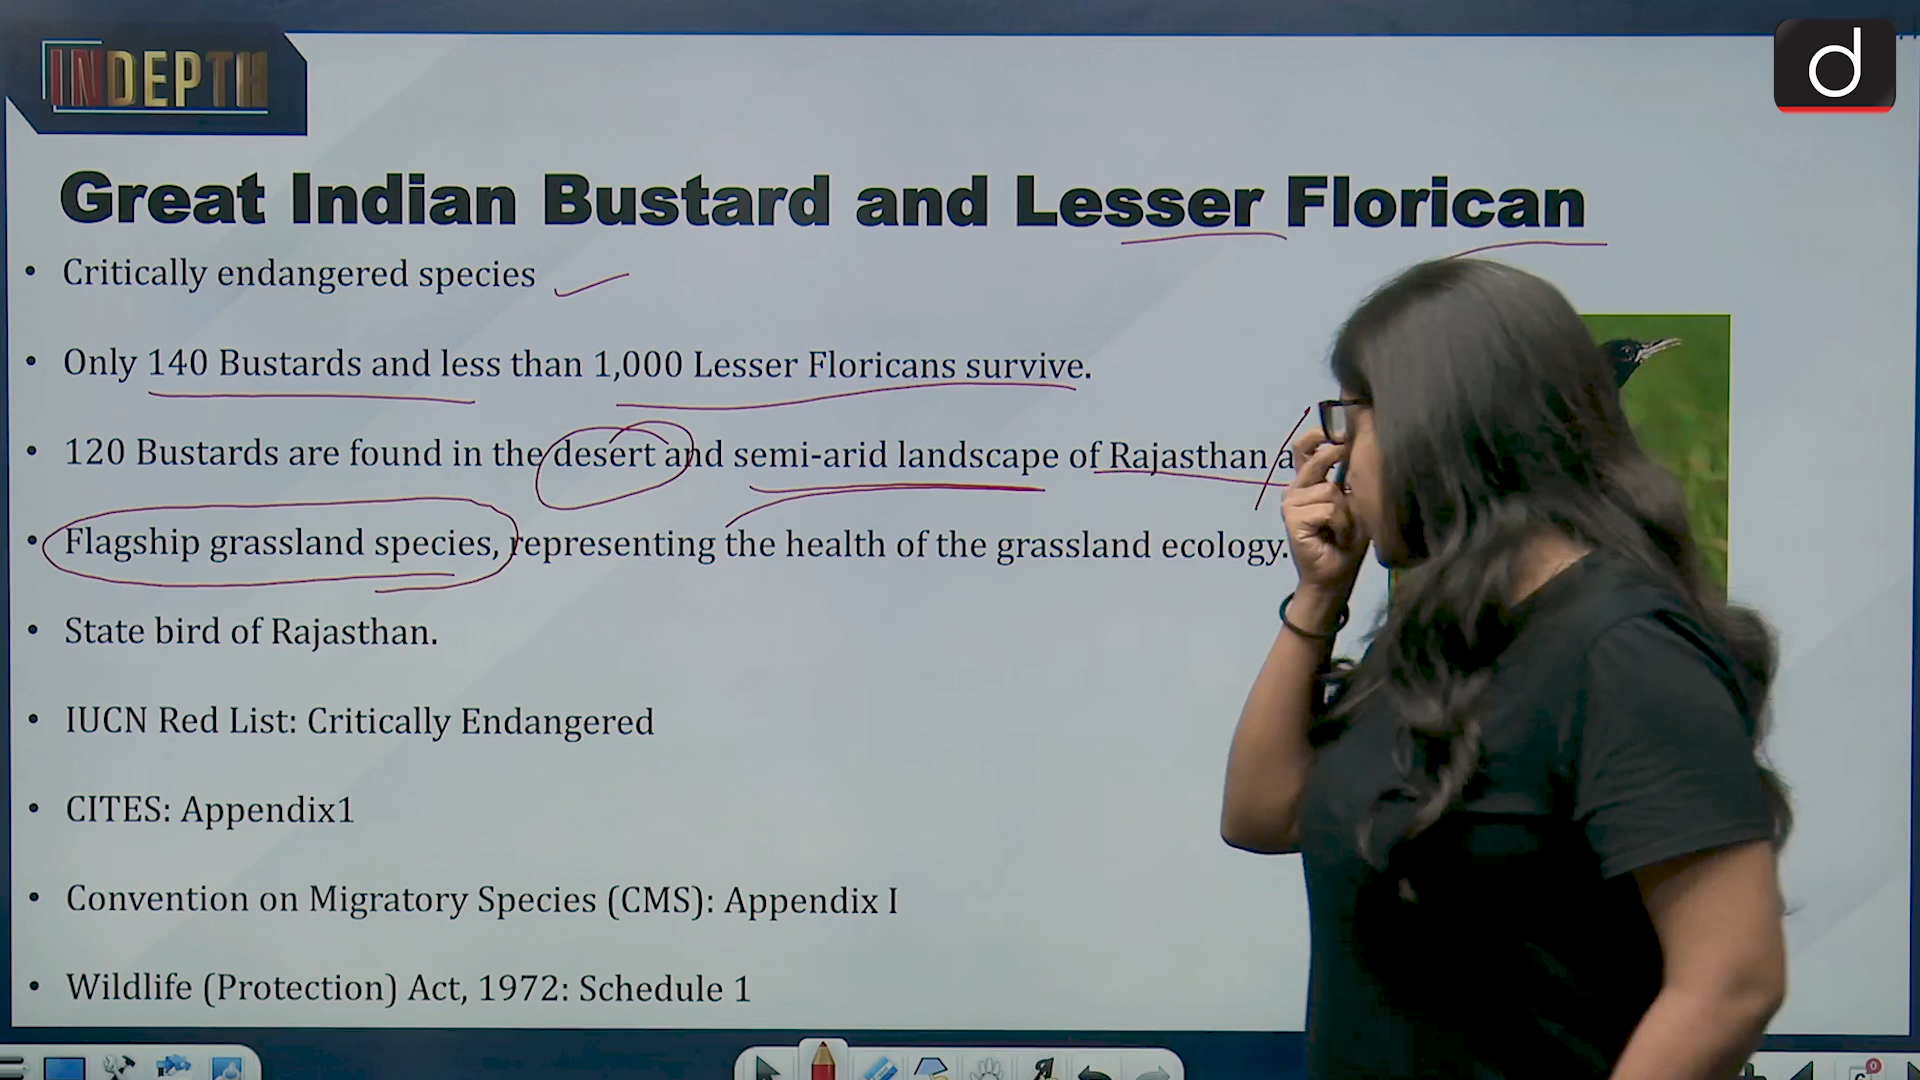 INDEPTH
d
Great Indian Bustard and Lesser Florican
• Critically endangered species
• Only 140 Bustards and less than 1,000 Lesser Floricans survive.
• 120 Bustards are found in the desert and semi-arid landscape of Rajasthan
• Flagship grassland species, representing the health of the grassland ecology.
• State bird of Rajasthan.
• IUCN Red List: Critically Endangered
• CITES: Appendix1
• Convention on Migratory Species (CMS): Appendix I
• Wildlife (Protection) Act, 1972: Schedule 1
0